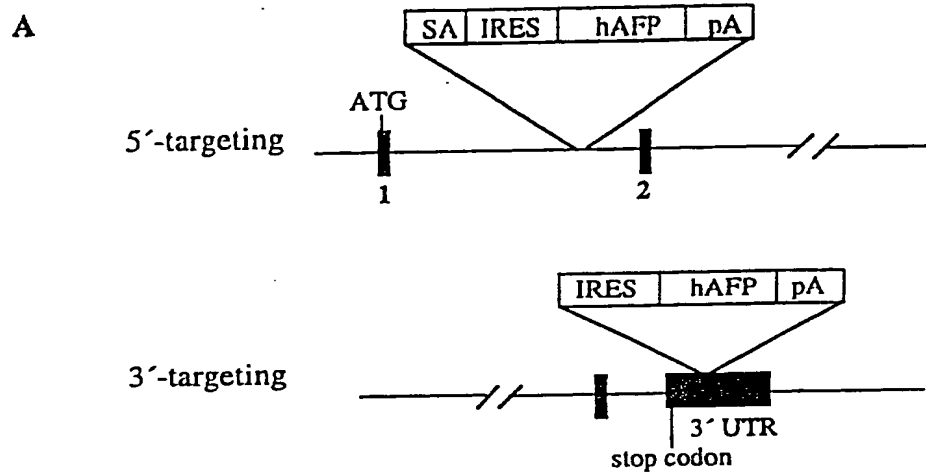 A
SA IRES hAFP pA
ATG
5´-targeting
1 2
IRES hAFP pA
3´-targeting
3´ UTR
stop codon